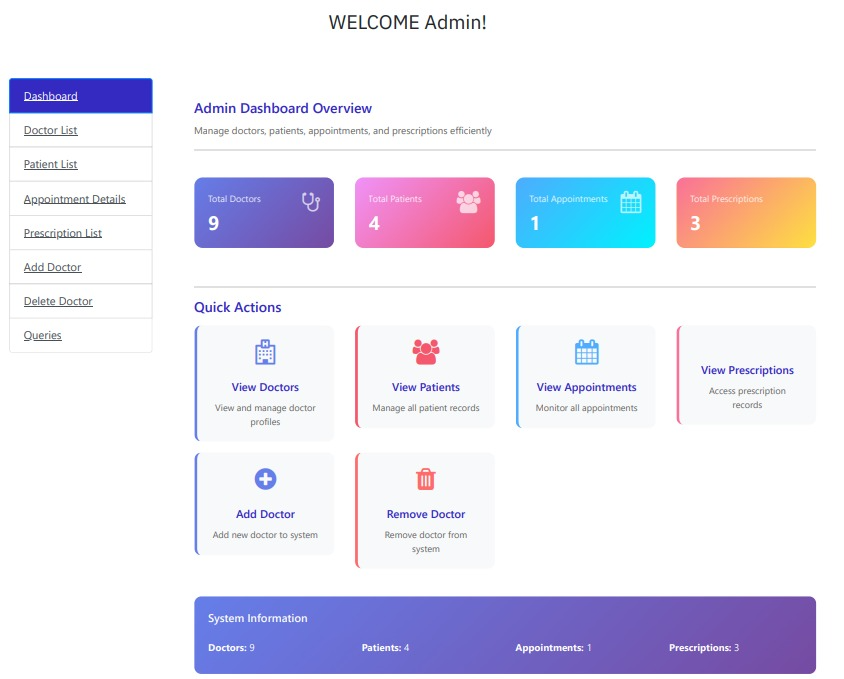 WELCOME Admin!
Dashboard
Doctor List
Patient List
Appointment Details
Prescription List
Add Doctor
Delete Doctor
Queries
Admin Dashboard Overview
Manage doctors, patients, appointments, and prescriptions efficiently
Total Doctors
9
Total Patients
4
Total Appointments
1
Total Prescriptions
3
Quick Actions
View Doctors
View and manage doctor
profiles
View Patients
Manage all patient records
View Appointments
Monitor all appointments
View Prescriptions
Access prescription
records
Add Doctor
Add new doctor to system
Remove Doctor
Remove doctor from
system
System Information
Doctors: 9
Patients: 4
Appointments: 1
Prescriptions: 3